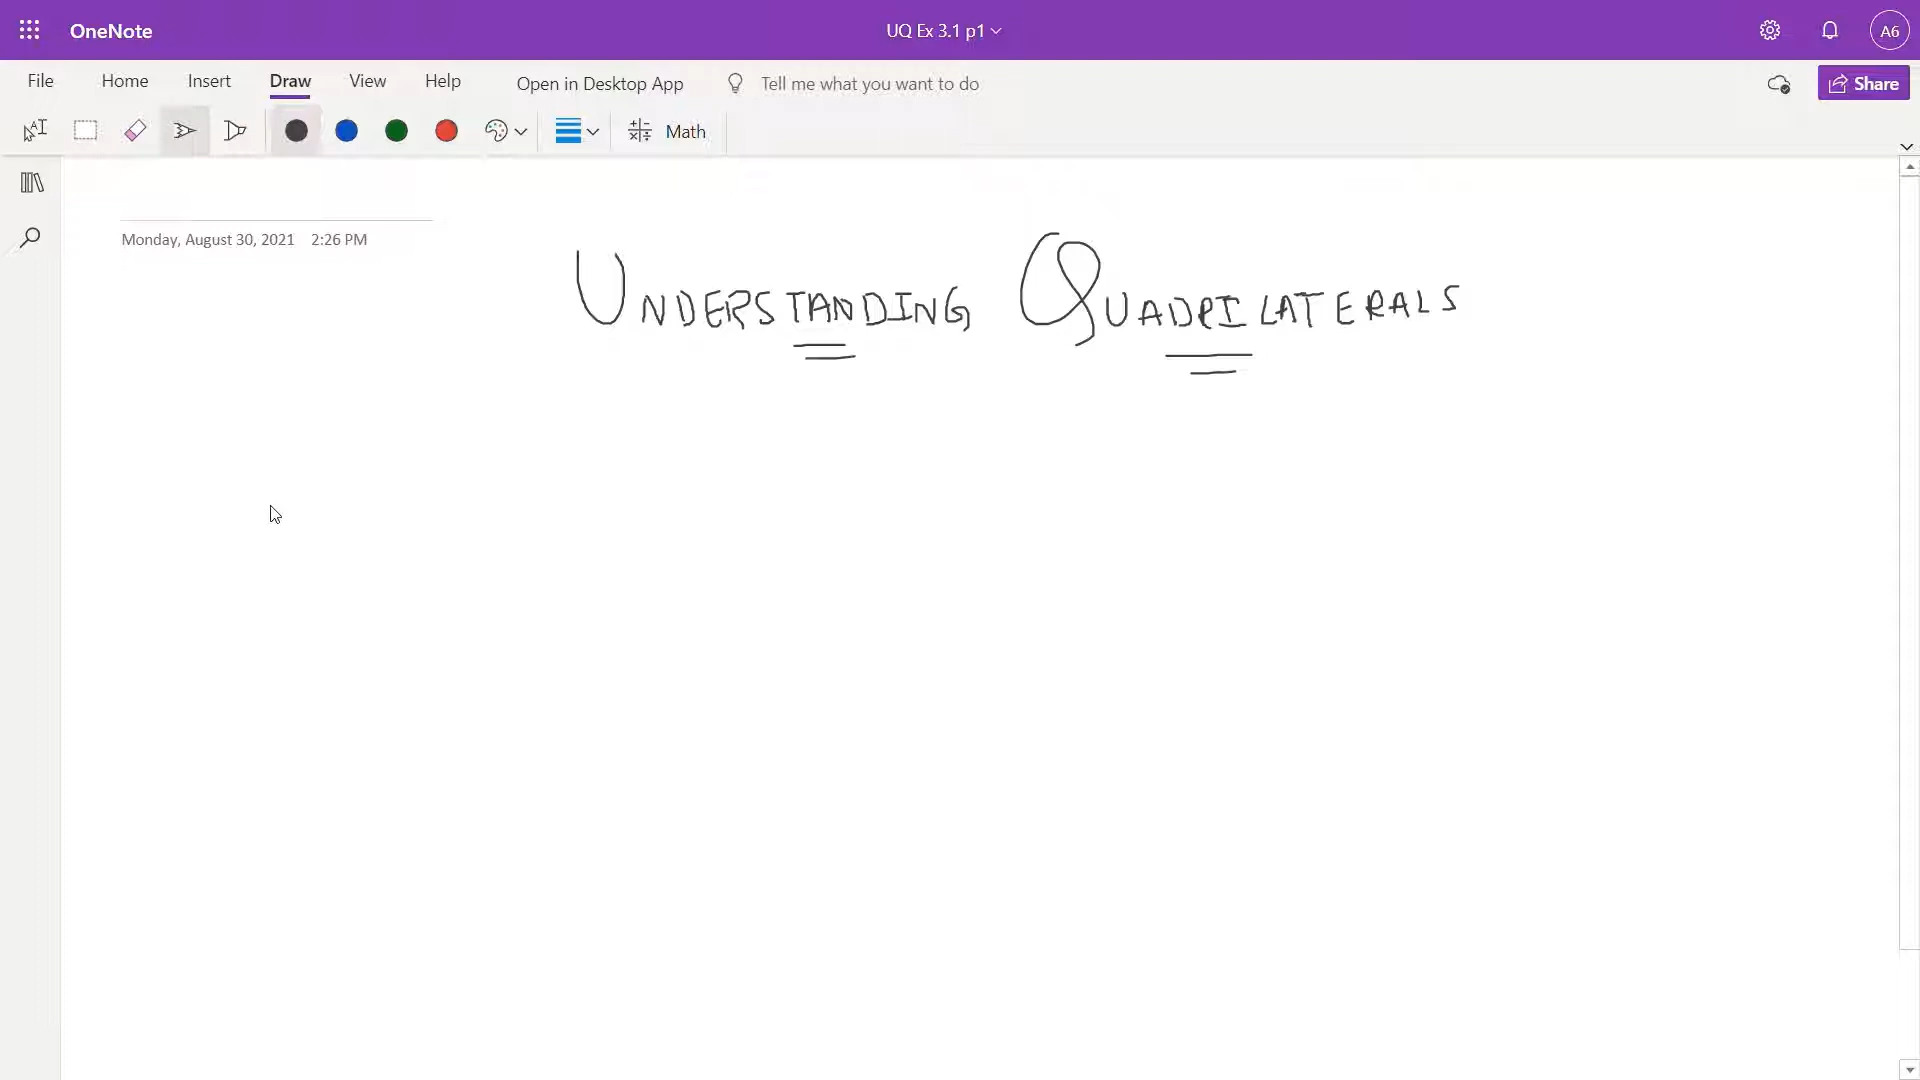 OneNote
UQ Ex 3.1 p1
A6
File Home Insert Draw View Help Open in Desktop App Tell me what you want to do
Share
Math
Monday, August 30, 2021 2:26 PM
UNDERSTANDING QUADRILATERALS